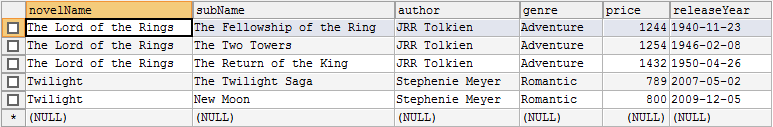 novelName subName author genre price releaseYear
The Lord of the Rings The Fellowship of the Ring JRR Tolkien Adventure 1244 1940-11-23
The Lord of the Rings The Two Towers JRR Tolkien Adventure 1254 1946-02-08
The Lord of the Rings The Return of the King JRR Tolkien Adventure 1432 1950-04-26
Twilight The Twilight Saga Stephenie Meyer Romantic 789 2007-05-02
Twilight New Moon Stephenie Meyer Romantic 800 2009-12-05
* (NULL) (NULL) (NULL) (NULL) (NULL) (NULL)